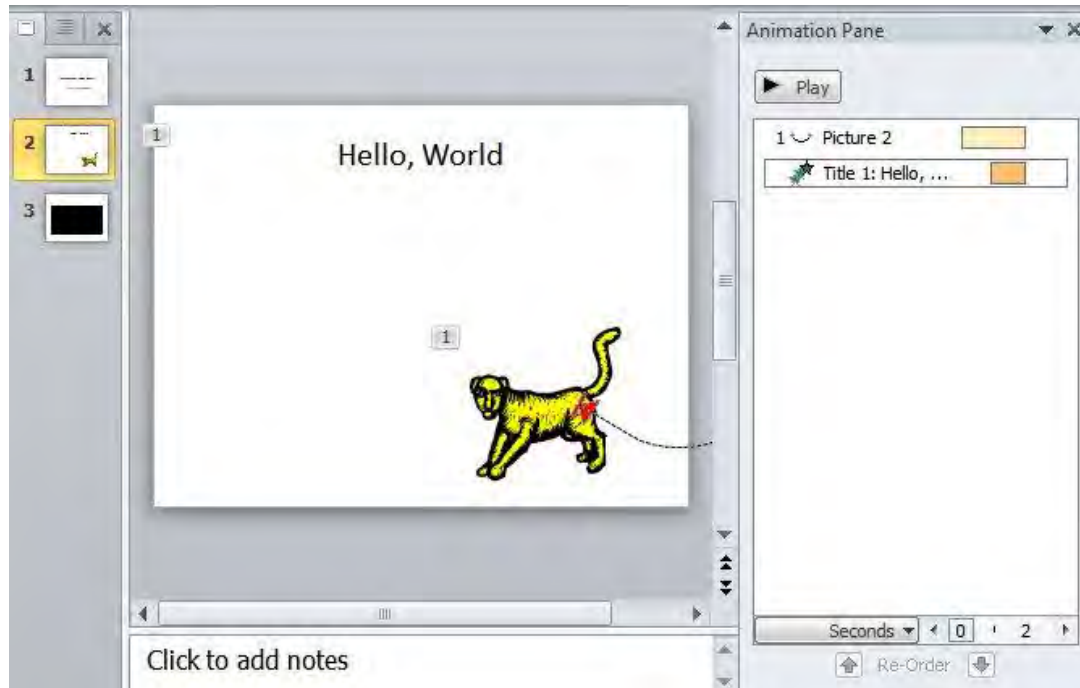 1
2
3
1
Hello, World
1
Click to add notes
Animation Pane
Play
1 Picture 2
Title 1: Hello, ...
Seconds 0 2
Re-Order